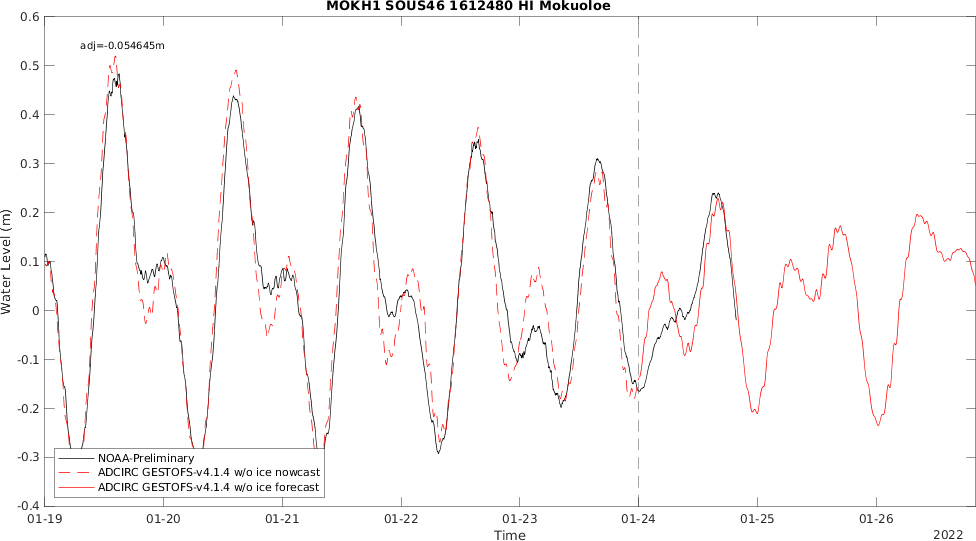 MOKH1 SOUS46 1612480 HI Mokuoloe
adj=-0.054645m
0.6
0.5
0.4
0.3
0.2
0.1
0
-0.1
-0.2
-0.3
-0.4
Water Level (m)
NOAA-Preliminary
ADCIRC GESTOFS-v4.1.4 w/o ice nowcast
ADCIRC GESTOFS-v4.1.4 w/o ice forecast
01-19 01-20 01-21 01-22 01-23 01-24 01-25 01-26
Time
2022